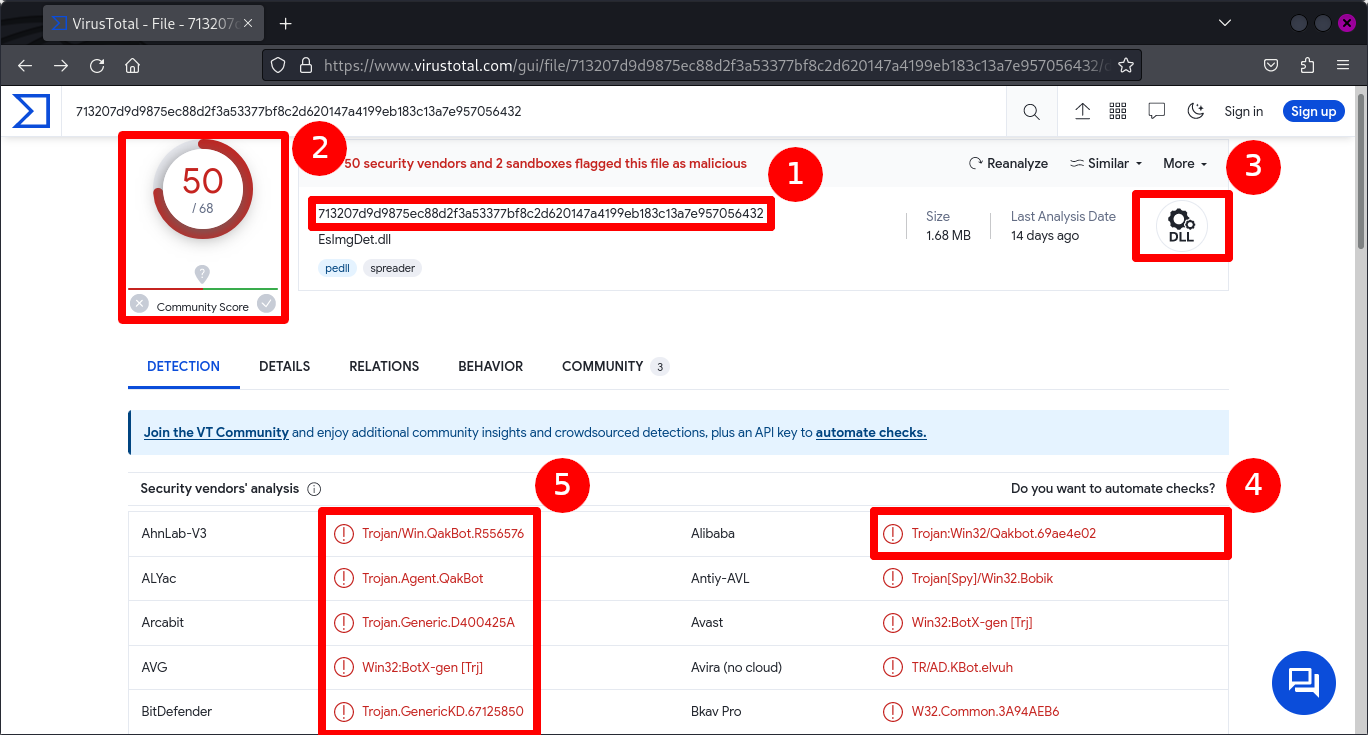 VirusTotal - File - 713207d
https://www.virustotal.com/gui/file/713207d9d9875ec88d2f3a53377bf8c2d620147a4199eb183c13a7e957056432/
713207d9d9875ec88d2f3a53377bf8c2d620147a4199eb183c13a7e957056432
Sign in
Sign up
2
50
/ 68
?
Community Score
50 security vendors and 2 sandboxes flagged this file as malicious
1
Reanalyze
Similar
More
3
713207d9d9875ec88d2f3a53377bf8c2d620147a4199eb183c13a7e957056432
EsImgDet.dll
pedll
spreader
Size
1.68 MB
Last Analysis Date
14 days ago
DLL
DETECTION
DETAILS
RELATIONS
BEHAVIOR
COMMUNITY
3
Join the VT Community and enjoy additional community insights and crowdsourced detections, plus an API key to automate checks.
5
4
Security vendors' analysis
Do you want to automate checks?
AhnLab-V3
Trojan/Win.QakBot.R556576
Alibaba
Trojan:Win32/Qakbot.69ae4e02
ALYac
Trojan.Agent.QakBot
Antiy-AVL
Trojan[Spy]/Win32.Bobik
Arcabit
Trojan.Generic.D400425A
Avast
Win32:BotX-gen [Trj]
AVG
Win32:BotX-gen [Trj]
Avira (no cloud)
TR/AD.KBot.elvuh
BitDefender
Trojan.GenericKD.67125850
Bkav Pro
W32.Common.3A94AEB6